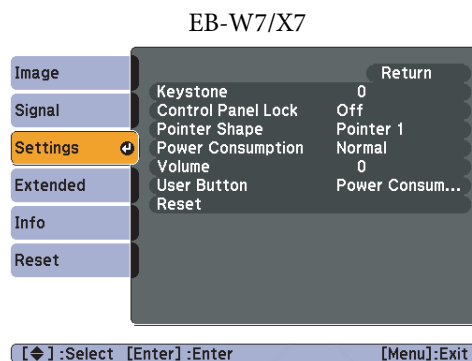 EB-W7/X7
Image
Signal
Settings
Extended
Info
Reset
Return
Keystone 0
Control Panel Lock Off
Pointer Shape Pointer 1
Power Consumption Normal
Volume 0
User Button Power Consum...
Reset
[◆] :Select [Enter] :Enter [Menu]:Exit